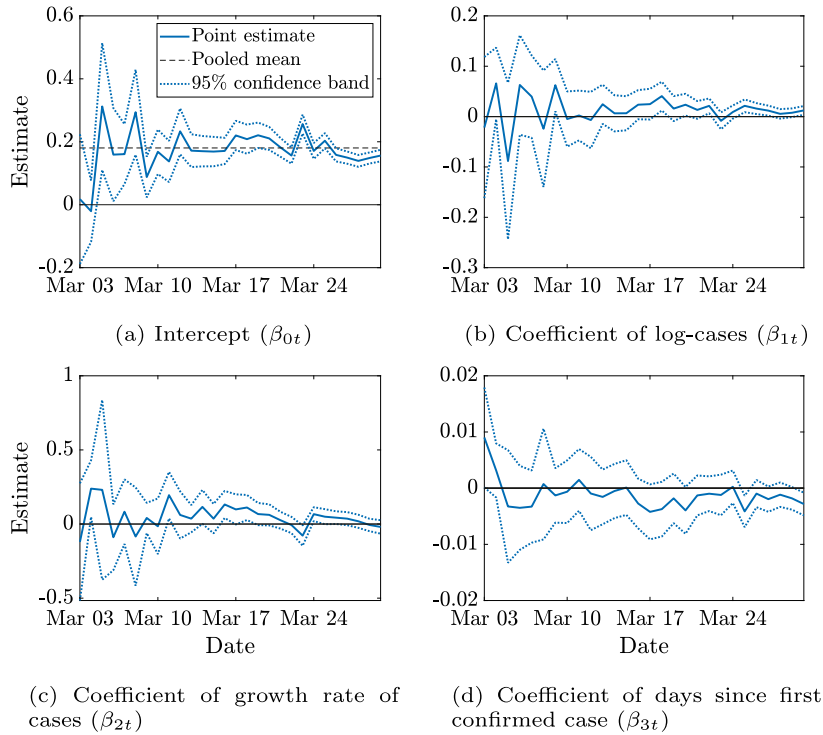 0.6
0.4
0.2
0
-0.2
Estimate
Point estimate
Pooled mean
95% confidence band
Mar 03 Mar 10 Mar 17 Mar 24
(a) Intercept (β0t)
0.2
0.1
0
-0.1
-0.2
-0.3
Mar 03 Mar 10 Mar 17 Mar 24
(b) Coefficient of log-cases (β1t)
1
0.5
0
-0.5
Estimate
Mar 03 Mar 10 Mar 17 Mar 24
Date
(c) Coefficient of growth rate of
cases (β2t)
0.02
0.01
0
-0.01
-0.02
Mar 03 Mar 10 Mar 17 Mar 24
Date
(d) Coefficient of days since first
confirmed case (β3t)